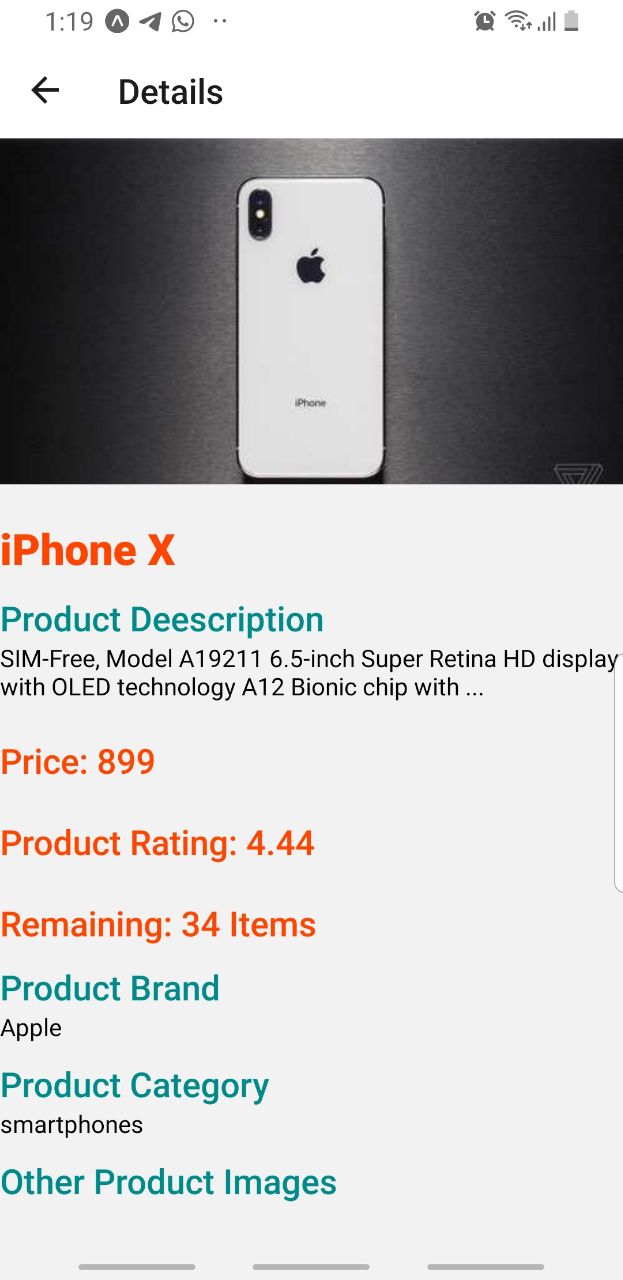 1:19
Details
iPhone
iPhone X
Product Deescription
SIM-Free, Model A19211 6.5-inch Super Retina HD display
with OLED technology A12 Bionic chip with ...
Price: 899
Product Rating: 4.44
Remaining: 34 Items
Product Brand
Apple
Product Category
smartphones
Other Product Images